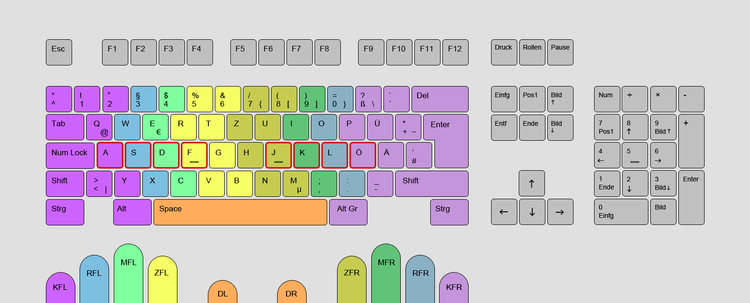 Esc F1 F2 F3 F4 F5 F6 F7 F8 F9 F10 F11 F12 Druck Rollen Pause
° ! " § $ % & / ( ) = ? ` Del Einfg Pos1 Bild ↑ Num ÷ × -
^ 1 2 3 4 5 6 7 { 8 [ 9 ] 0 } ß \ ´
Tab Q @ W E € R T Z U I O P Ü * + ~ Enter Entf Ende Bild ↓ 7 Pos1 8 ↑ 9 Bild↑ +
Num Lock A S D F G H J K L Ö Ä ' # 4 ← 5 6 →
Shift > < | Y X C V B N M µ ; , : . _ - Shift ↑ 1 Ende 2 ↓ 3 Bild↓ Enter
Strg Alt Space Alt Gr Strg ← ↓ → 0 Einfg Bild
KFL RFL MFL ZFL DL DR ZFR MFR RFR KFR